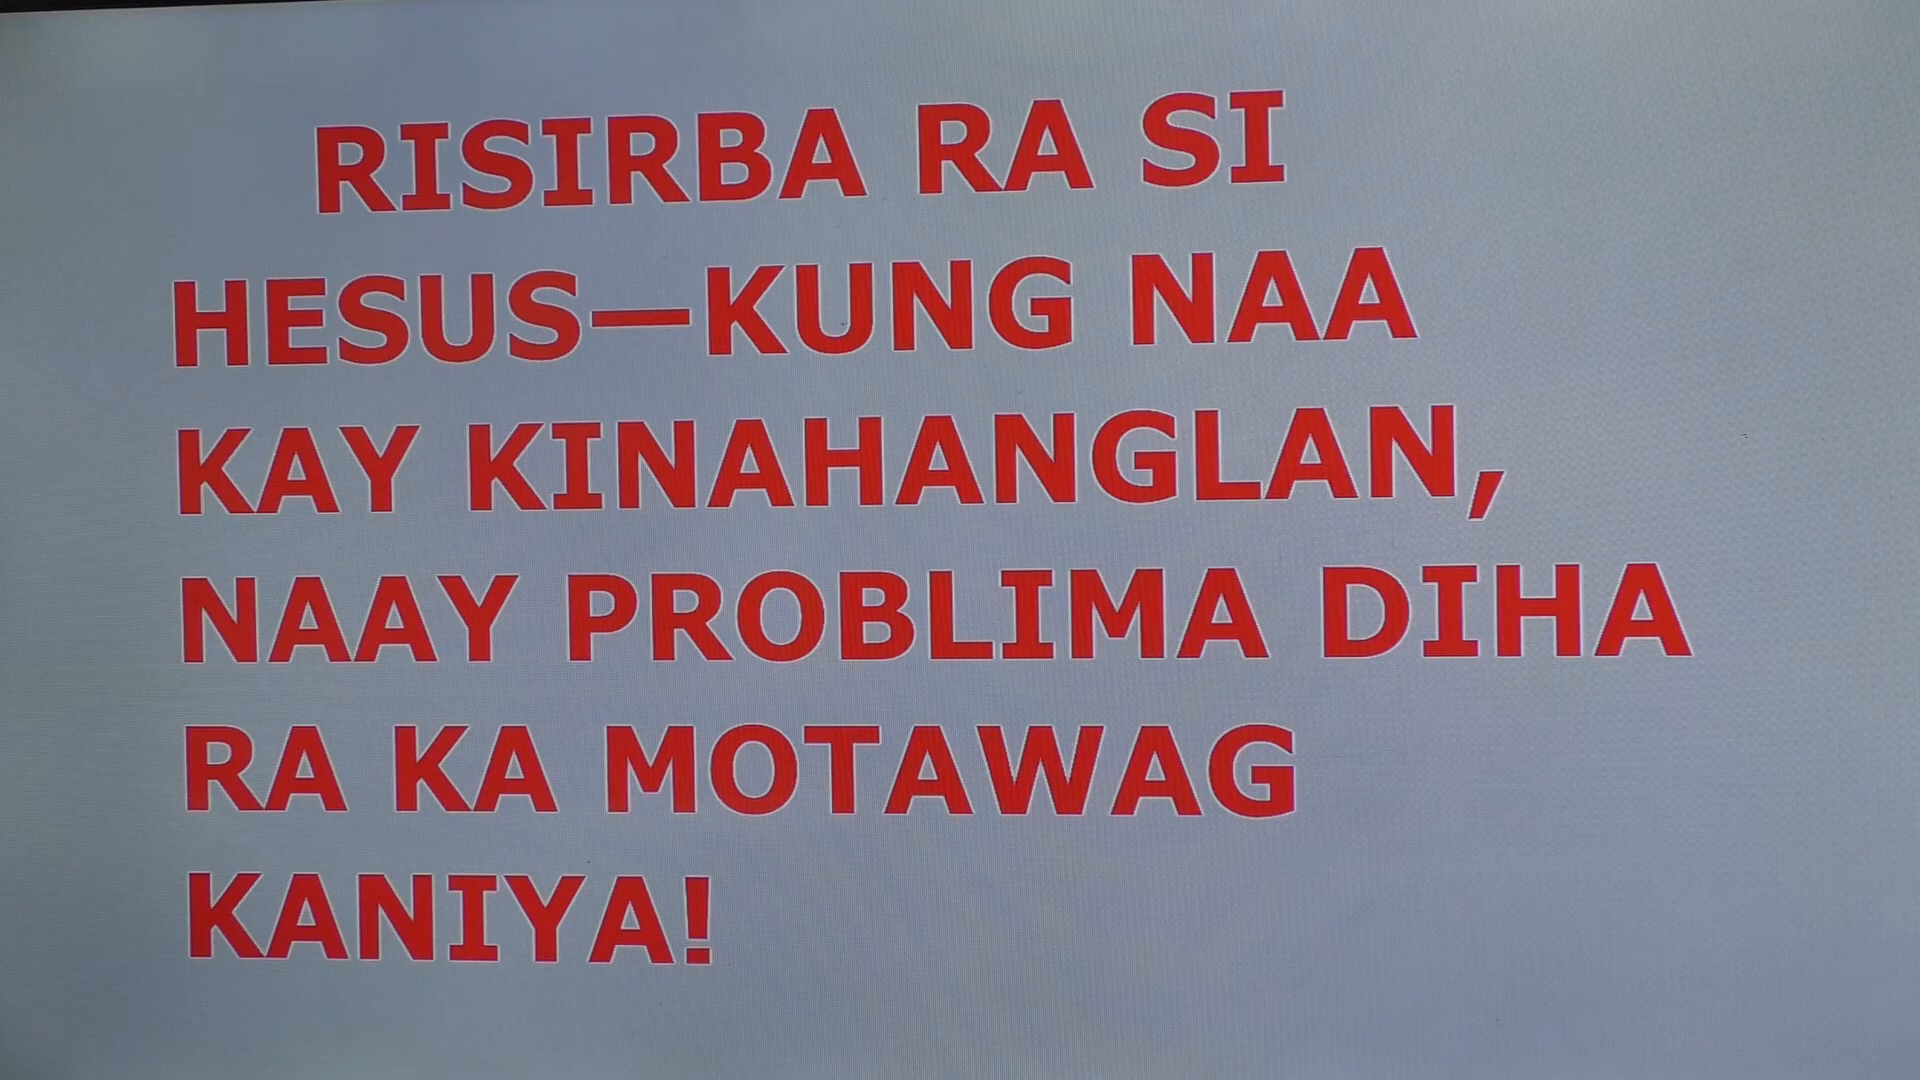 RISIRBA RA SI
HESUS—KUNG NAA
KAY KINAHANGLAN,
NAAY PROBLIMA DIHA
RA KA MOTAWAG
KANIYA!